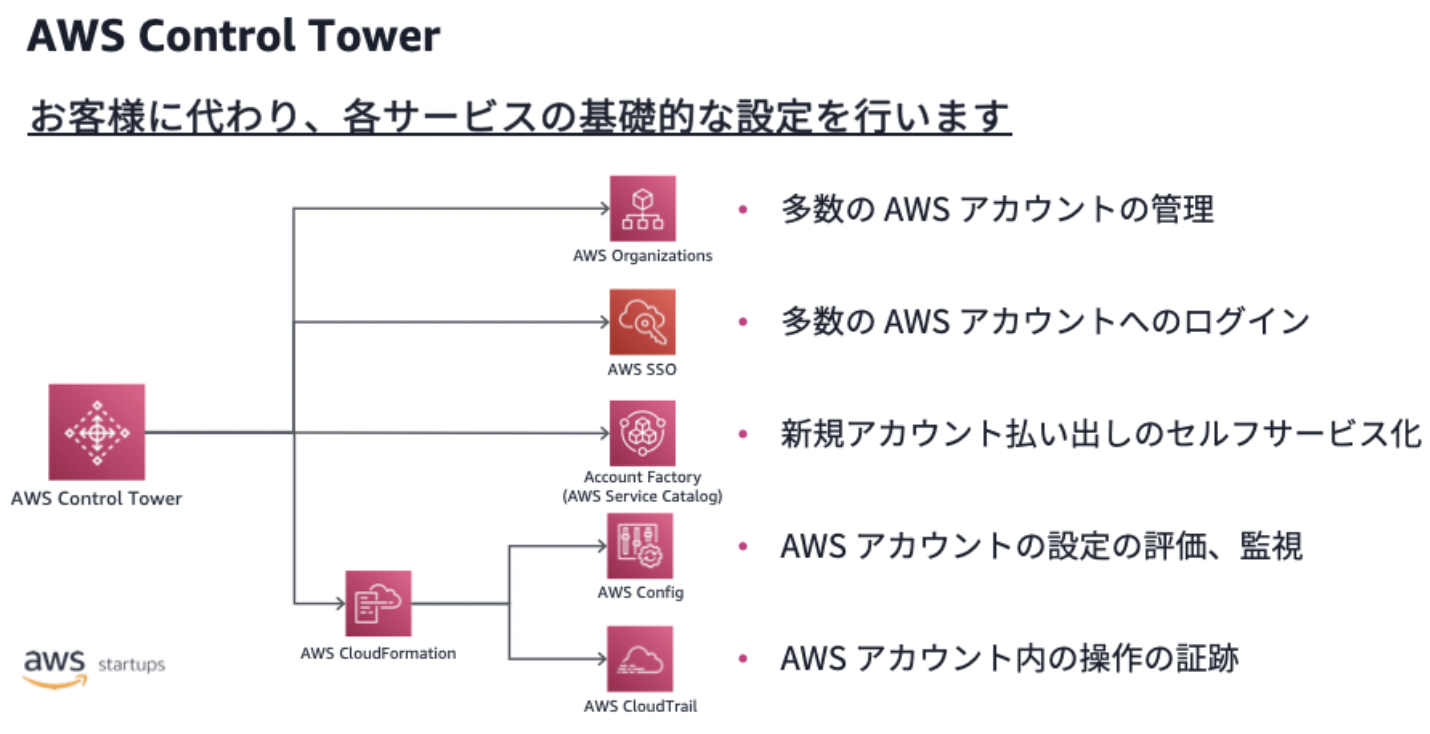 AWS Control Tower
お客様に代わり、各サービスの基礎的な設定を行います
AWS Organizations
• 多数の AWS アカウントの管理
AWS SSO
• 多数の AWS アカウントへのログイン
AWS Control Tower
Account Factory
(AWS Service Catalog)
• 新規アカウント払い出しのセルフサービス化
AWS CloudFormation
AWS Config
• AWS アカウントの設定の評価、監視
AWS CloudTrail
• AWS アカウント内の操作の証跡
aws startups